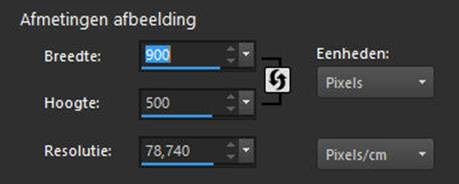 Afmetingen afbeelding
Breedte: 900 Eenheden:
Pixels
Hoogte: 500
Resolutie: 78,740 Pixels/cm